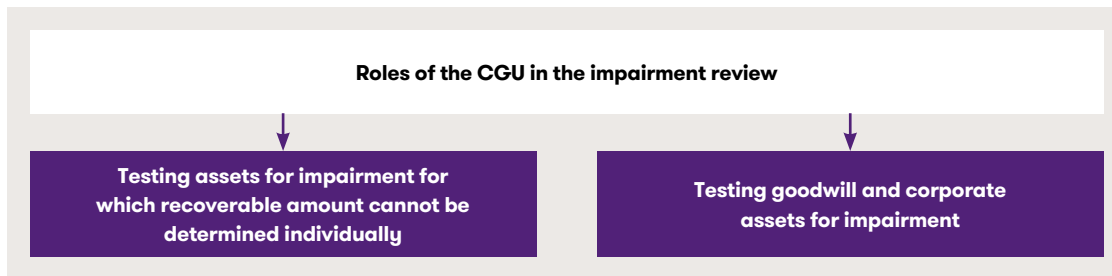 Roles of the CGU in the impairment review
Testing assets for impairment for
which recoverable amount cannot be
determined individually
Testing goodwill and corporate
assets for impairment